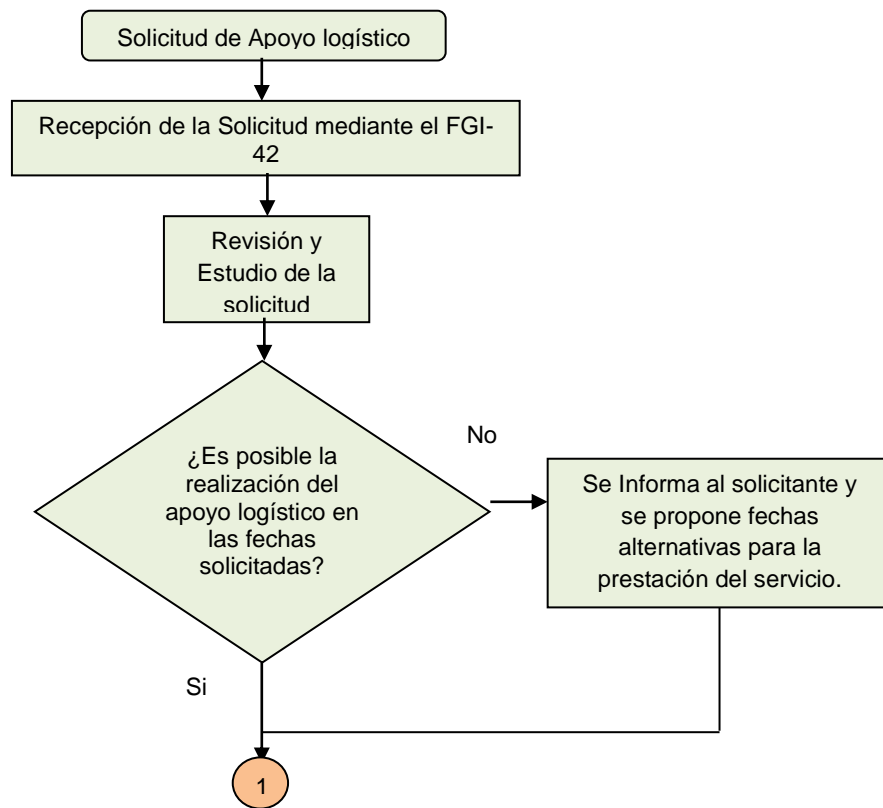 Solicitud de Apoyo logístico
Recepción de la Solicitud mediante el FGI-
42
Revisión y
Estudio de la
solicitud
¿Es posible la
realización del
apoyo logístico en
las fechas
solicitadas?
No
Se Informa al solicitante y
se propone fechas
alternativas para la
prestación del servicio.
Si
1